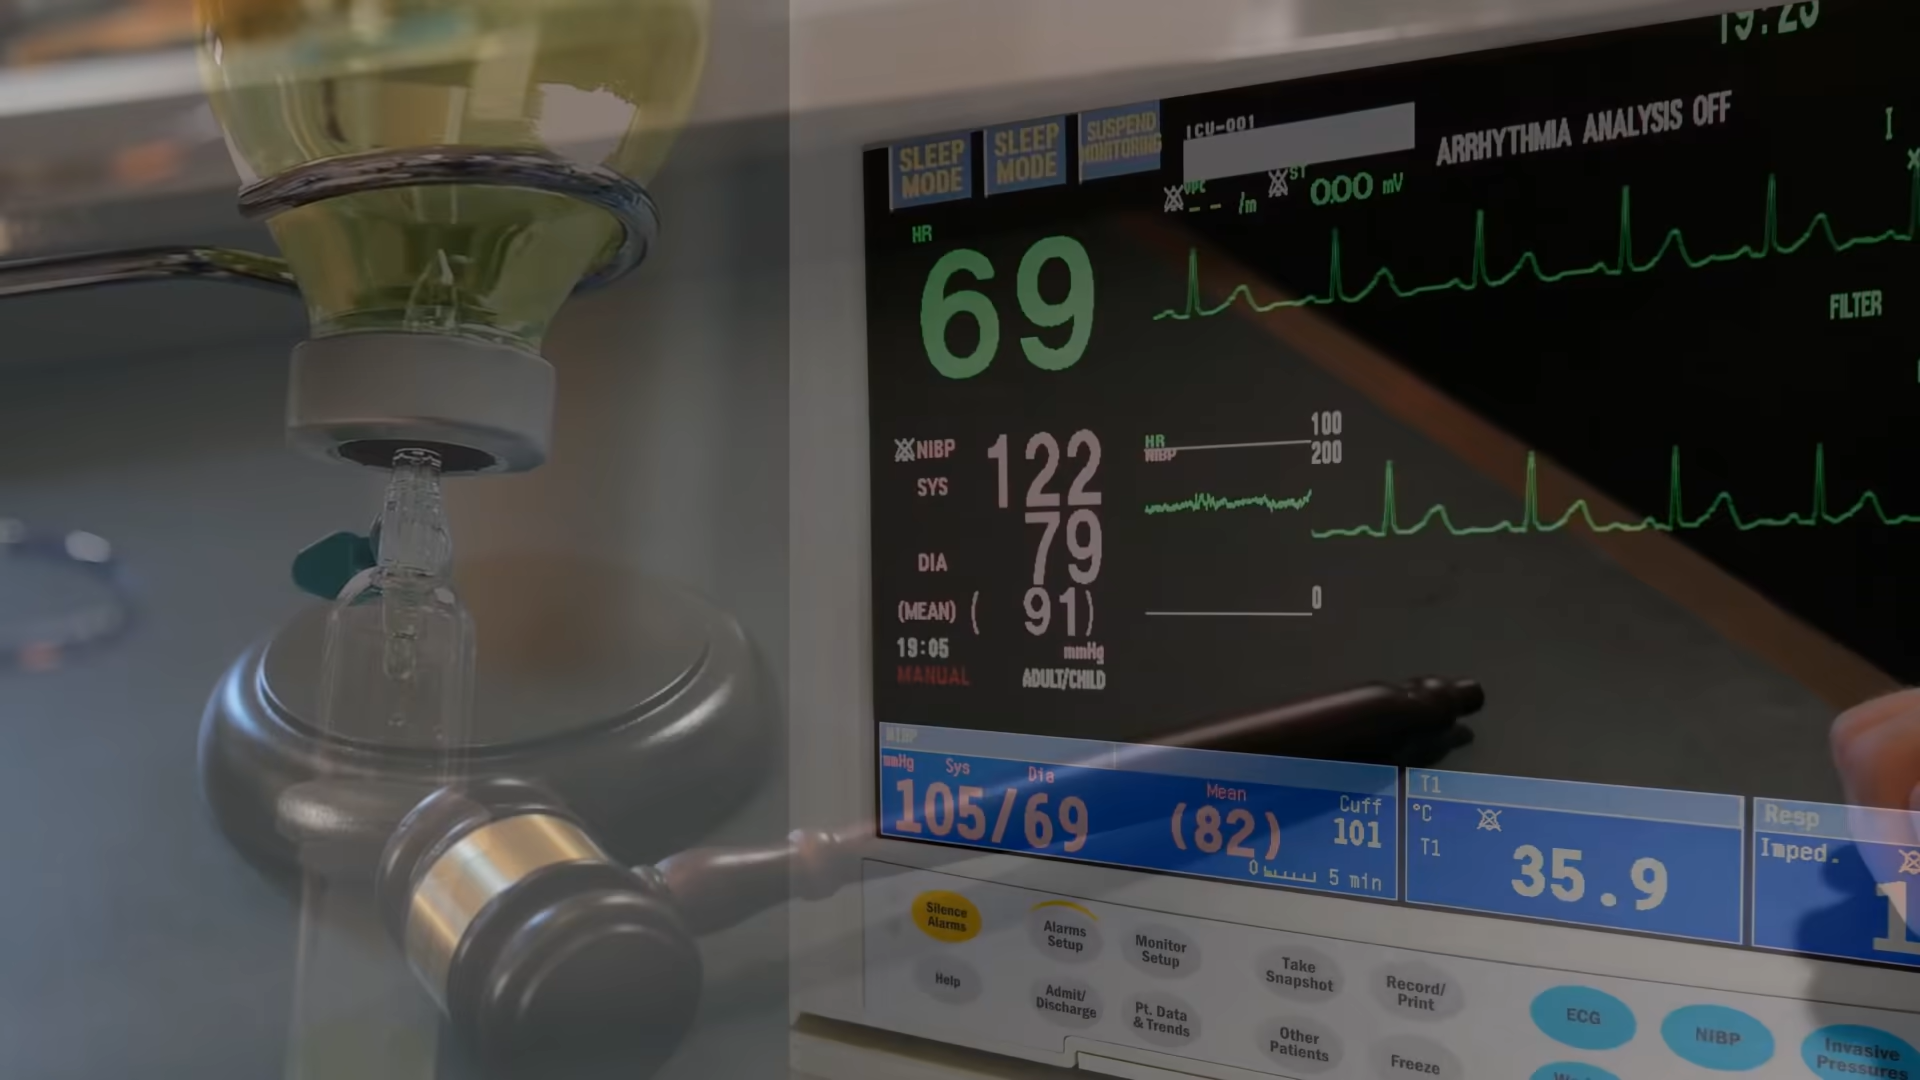 19:23
ICU-001
ARRHYTHMIA ANALYSIS OFF
SLEEP MODE
SLEEP MODE
SUSPEND MONITORING
VPC
-- /m
ST
0.00 mV
I
HR
69
FILTER
NIBP
SYS
122
DIA
79
(MEAN) ( 91)
19:05
mmHg
MANUAL
ADULT/CHILD
HR
NIBP
100
200
0
NIBP
mmHg Sys Dia
105/69
Mean
(82)
Cuff
101
0 5 min
T1
°C
T1
35.9
Resp
Imped.
Silence Alarms
Alarms Setup
Monitor Setup
Take Snapshot
Record/ Print
Help
Admit/ Discharge
Pt. Data & Trends
Other Patients
Freeze
ECG
NIBP
Invasive Pressures